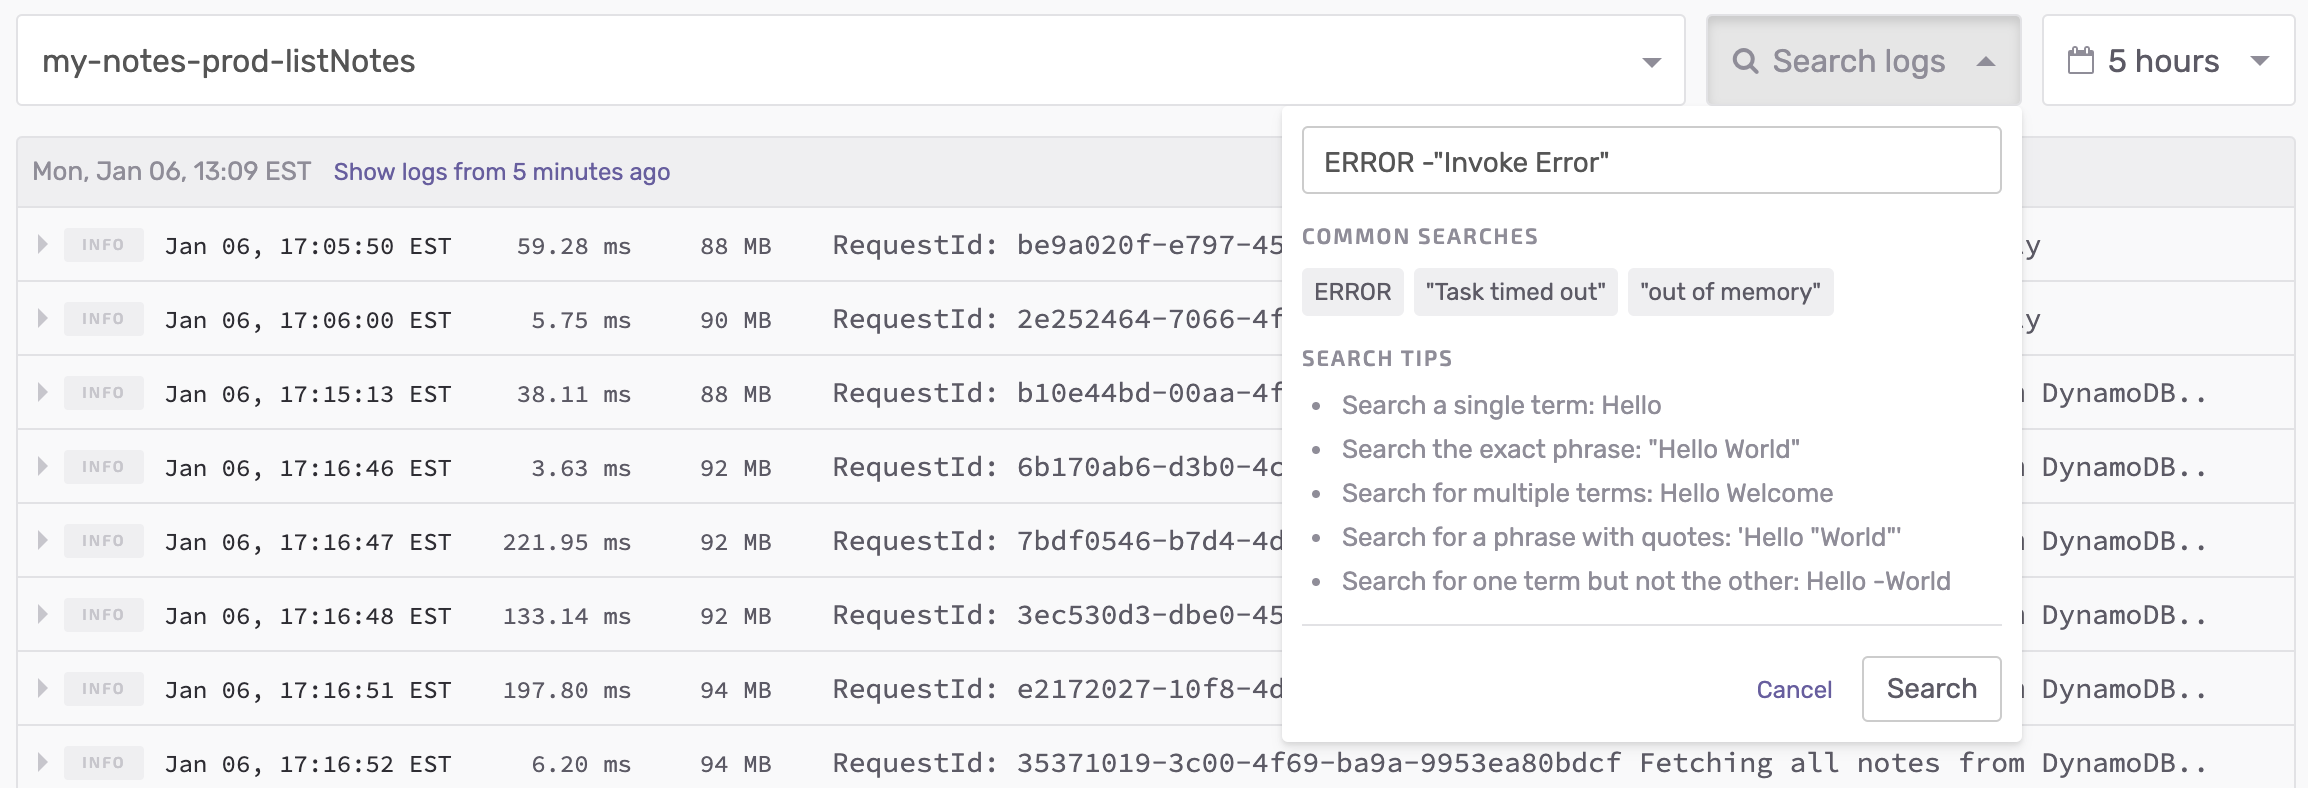 my-notes-prod-listNotes
Search logs
5 hours
Mon, Jan 06, 13:09 EST Show logs from 5 minutes ago
ERROR -"Invoke Error"
COMMON SEARCHES
ERROR "Task timed out" "out of memory"
SEARCH TIPS
• Search a single term: Hello
• Search the exact phrase: "Hello World"
• Search for multiple terms: Hello Welcome
• Search for a phrase with quotes: 'Hello "World"'
• Search for one term but not the other: Hello -World
Cancel Search
INFO Jan 06, 17:05:50 EST 59.28 ms 88 MB RequestId: be9a020f-e797-45
INFO Jan 06, 17:06:00 EST 5.75 ms 90 MB RequestId: 2e252464-7066-4f
INFO Jan 06, 17:15:13 EST 38.11 ms 88 MB RequestId: b10e44bd-00aa-4f DynamoDB..
INFO Jan 06, 17:16:46 EST 3.63 ms 92 MB RequestId: 6b170ab6-d3b0-4c DynamoDB..
INFO Jan 06, 17:16:47 EST 221.95 ms 92 MB RequestId: 7bdf0546-b7d4-4d DynamoDB..
INFO Jan 06, 17:16:48 EST 133.14 ms 92 MB RequestId: 3ec530d3-dbe0-45 DynamoDB..
INFO Jan 06, 17:16:51 EST 197.80 ms 94 MB RequestId: e2172027-10f8-4d DynamoDB..
INFO Jan 06, 17:16:52 EST 6.20 ms 94 MB RequestId: 35371019-3c00-4f69-ba9a-9953ea80bdcf Fetching all notes from DynamoDB..